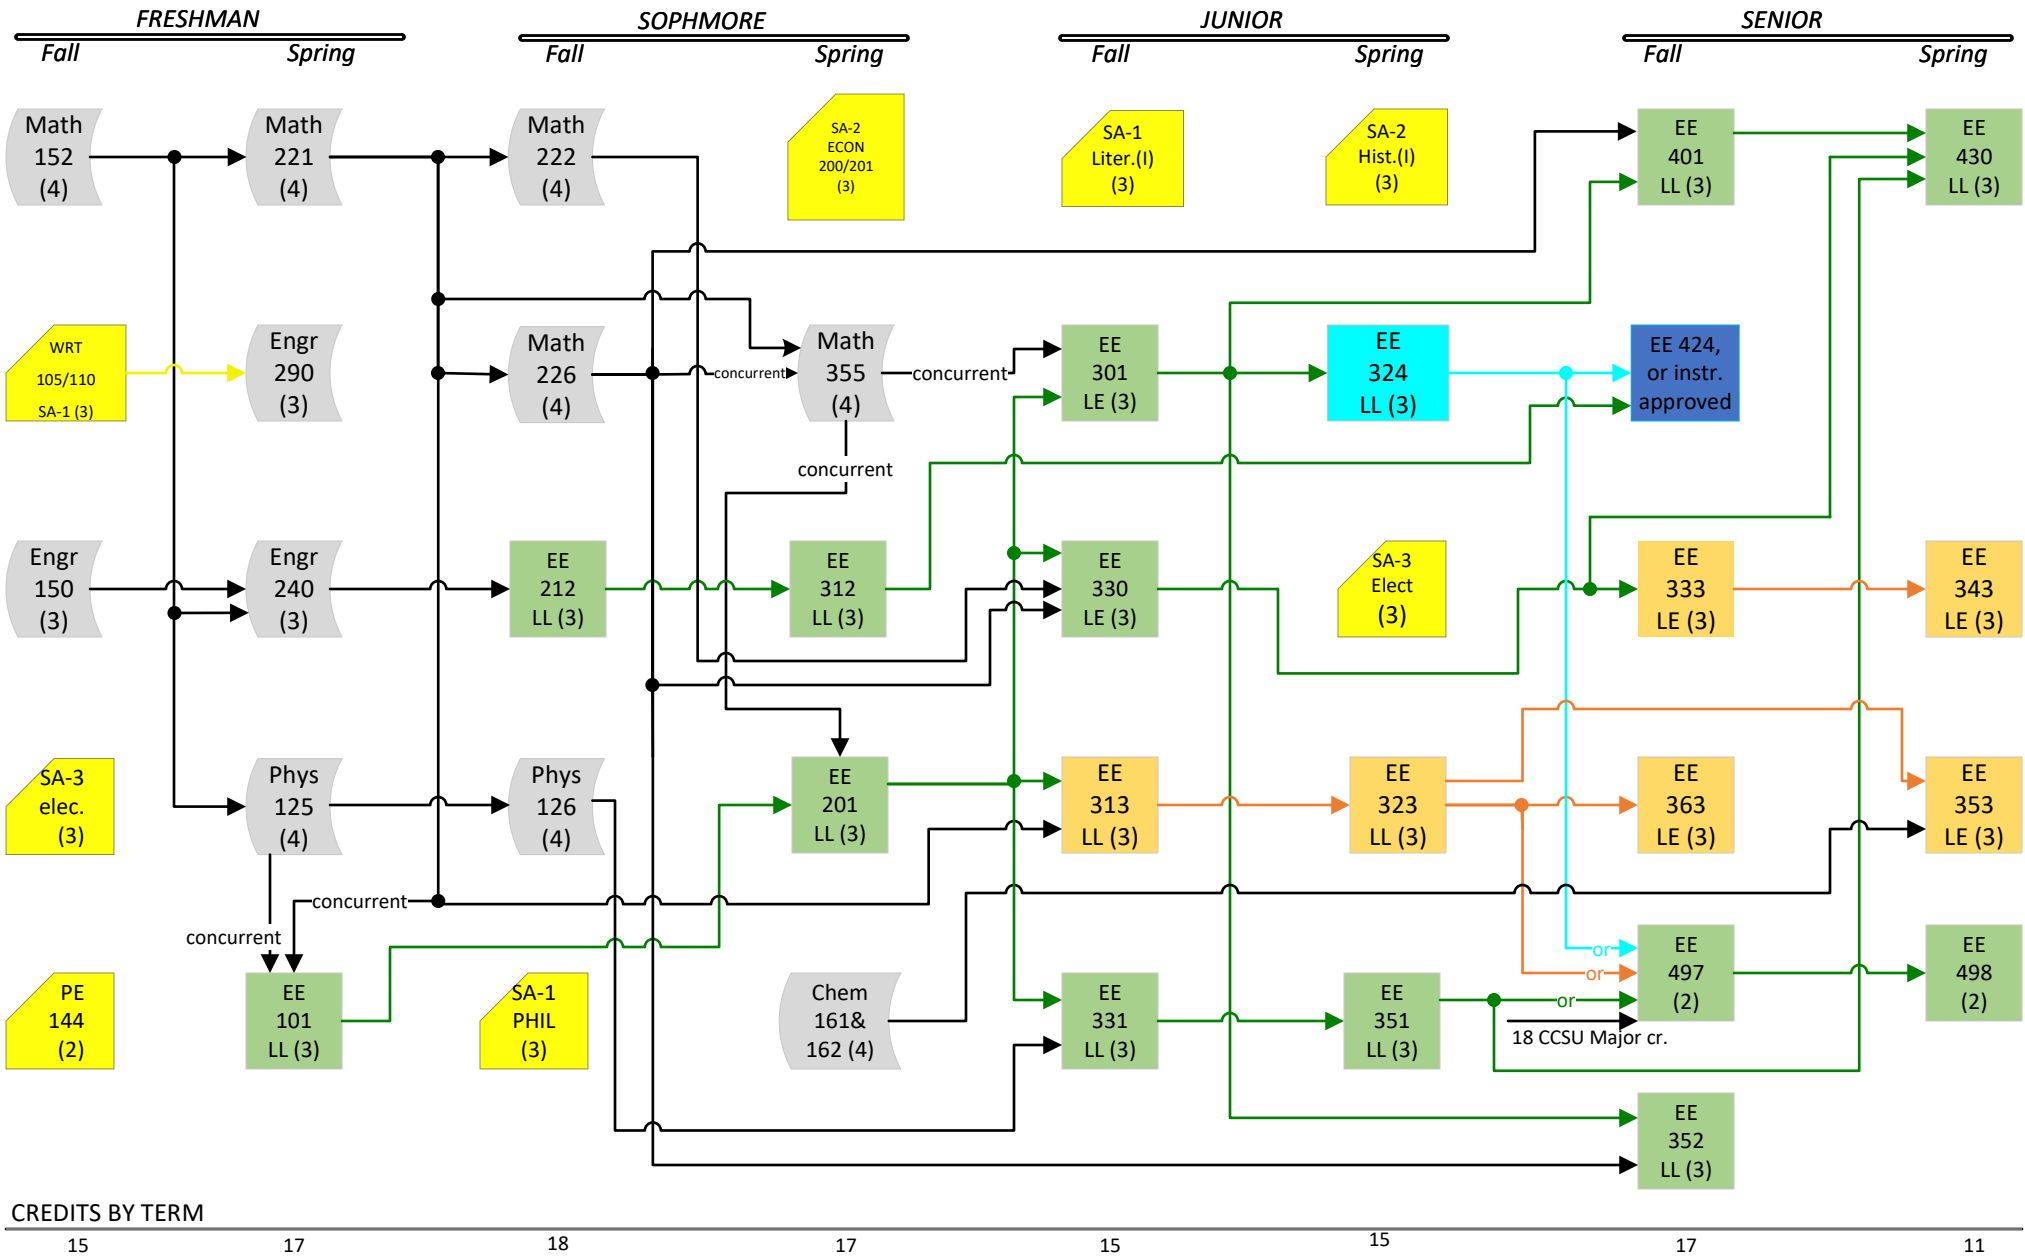 FRESHMAN
SOPHMORE
JUNIOR
SENIOR
Fall
Spring
Fall
Spring
Fall
Spring
Fall
Spring
Math
152
(4)
Math
221
(4)
Math
222
(4)
SA-2
ECON
200/201
(3)
SA-1
Liter.(I)
(3)
SA-2
Hist.(I)
(3)
EE
401
LL (3)
EE
430
LL (3)
WRT
105/110
SA-1 (3)
Engr
290
(3)
Math
226
(4)
concurrent
Math
355
(4)
concurrent
concurrent
EE
301
LE (3)
EE
324
LL (3)
EE 424,
or instr.
approved
Engr
150
(3)
Engr
240
(3)
EE
212
LL (3)
EE
312
LL (3)
EE
330
LE (3)
SA-3
Elect
(3)
EE
333
LE (3)
EE
343
LE (3)
SA-3
elec.
(3)
Phys
125
(4)
Phys
126
(4)
EE
201
LL (3)
EE
313
LL (3)
EE
323
LL (3)
EE
363
LE (3)
EE
353
LE (3)
concurrent
concurrent
PE
144
(2)
EE
101
LL (3)
SA-1
PHIL
(3)
Chem
161&
162 (4)
EE
331
LL (3)
EE
351
LL (3)
or
or
or
18 CCSU Major cr.
EE
497
(2)
EE
498
(2)
EE
352
LL (3)
CREDITS BY TERM
15
17
18
17
15
15
17
11